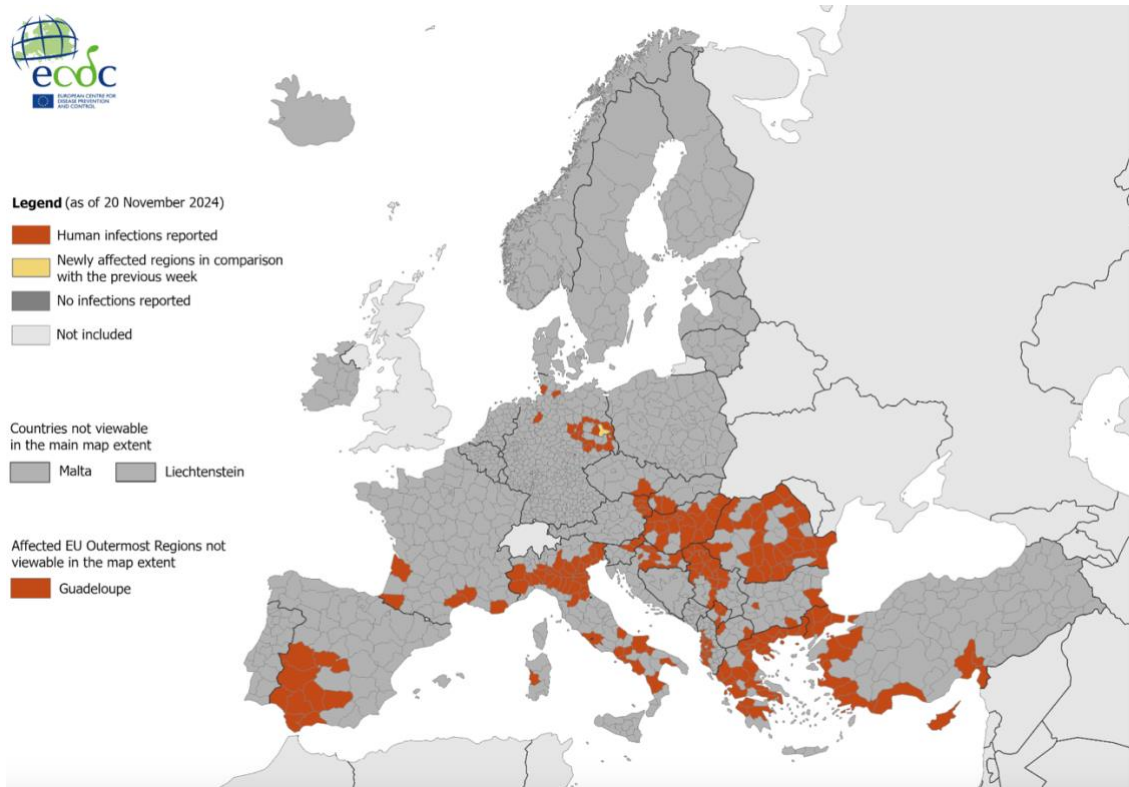 ecdc
EUROPEAN CENTRE FOR
DISEASE PREVENTION
AND CONTROL
Legend (as of 20 November 2024)
Human infections reported
Newly affected regions in comparison
with the previous week
No infections reported
Not included
Countries not viewable
in the main map extent
Malta
Liechtenstein
Affected EU Outermost Regions not
viewable in the map extent
Guadeloupe